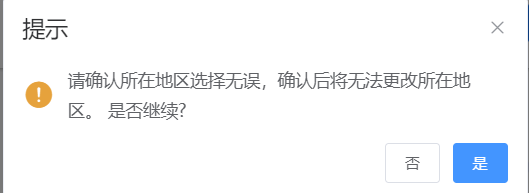 提示
请确认所在地区选择无误，确认后将无法更改所在地
区。 是否继续?
否
是